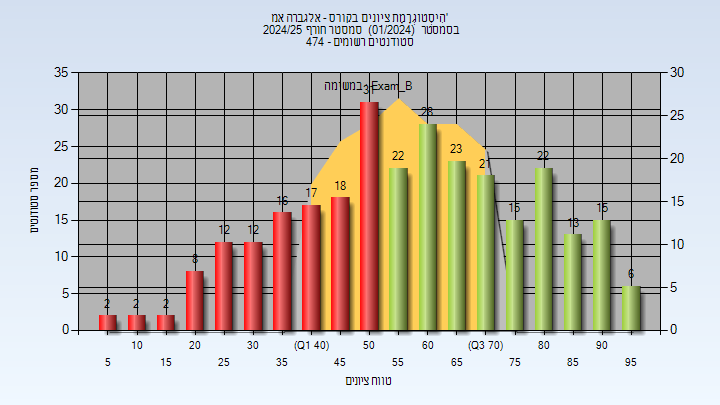 היסטוגרמת ציונים בקורס - אלגברה אמ'
בסמסטר (01/2024) סמסטר חורף 2024/25
סטודנטים רשומים - 474
במשימה: Exam_B
מספר סטודנטים
35 30 25 20 15 10 5 0
30 25 20 15 10 5 0
2 2 2 8 12 12 16 17 18 31 22 28 23 21 15 22 13 15 6
10 20 30 (Q1 40) 50 60 (Q3 70) 80 90
5 15 25 35 45 55 65 75 85 95
טווח ציונים